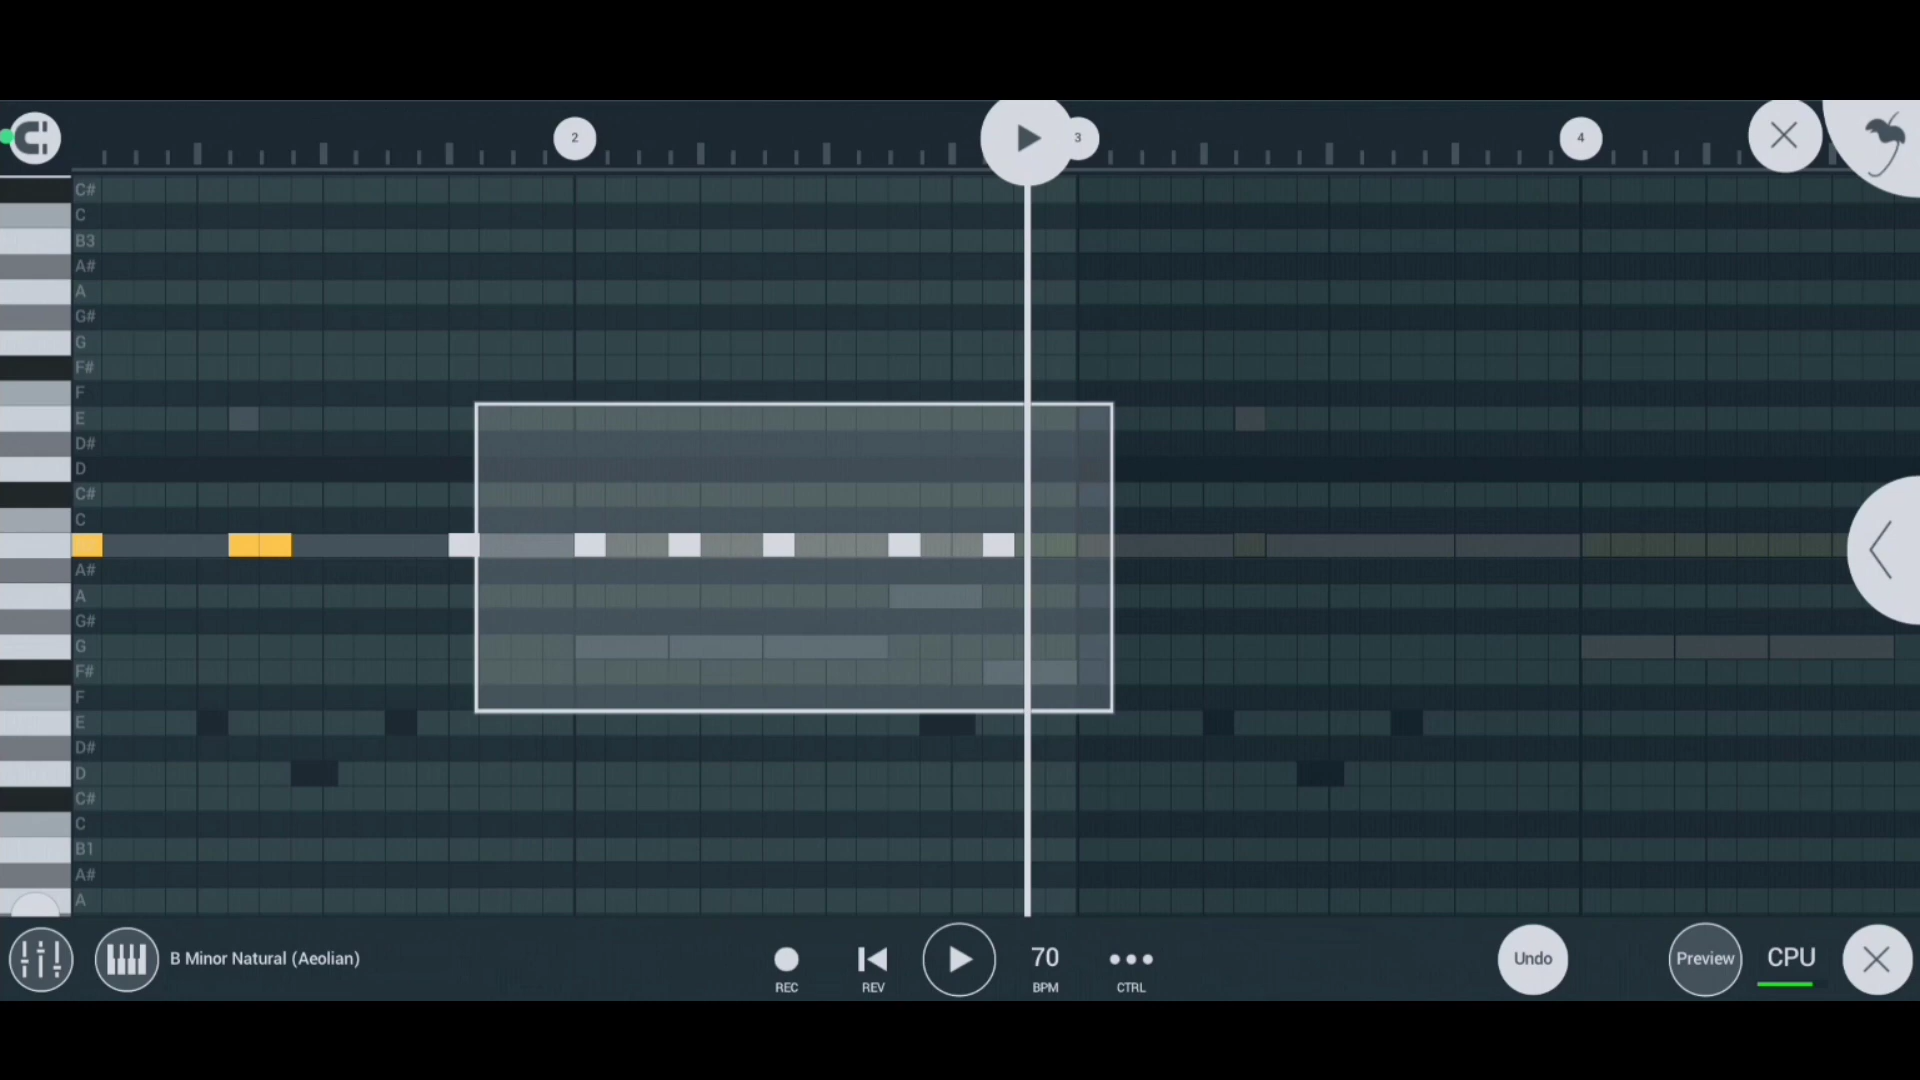 2
3
4
C#
C
B3
A#
A
G#
G
F#
F
E
D#
D
C#
C
A#
A
G#
G
F#
F
E
D#
D
C#
C
B1
A#
A
B Minor Natural (Aeolian)
REC
REV
70
BPM
CTRL
Undo
Preview
CPU